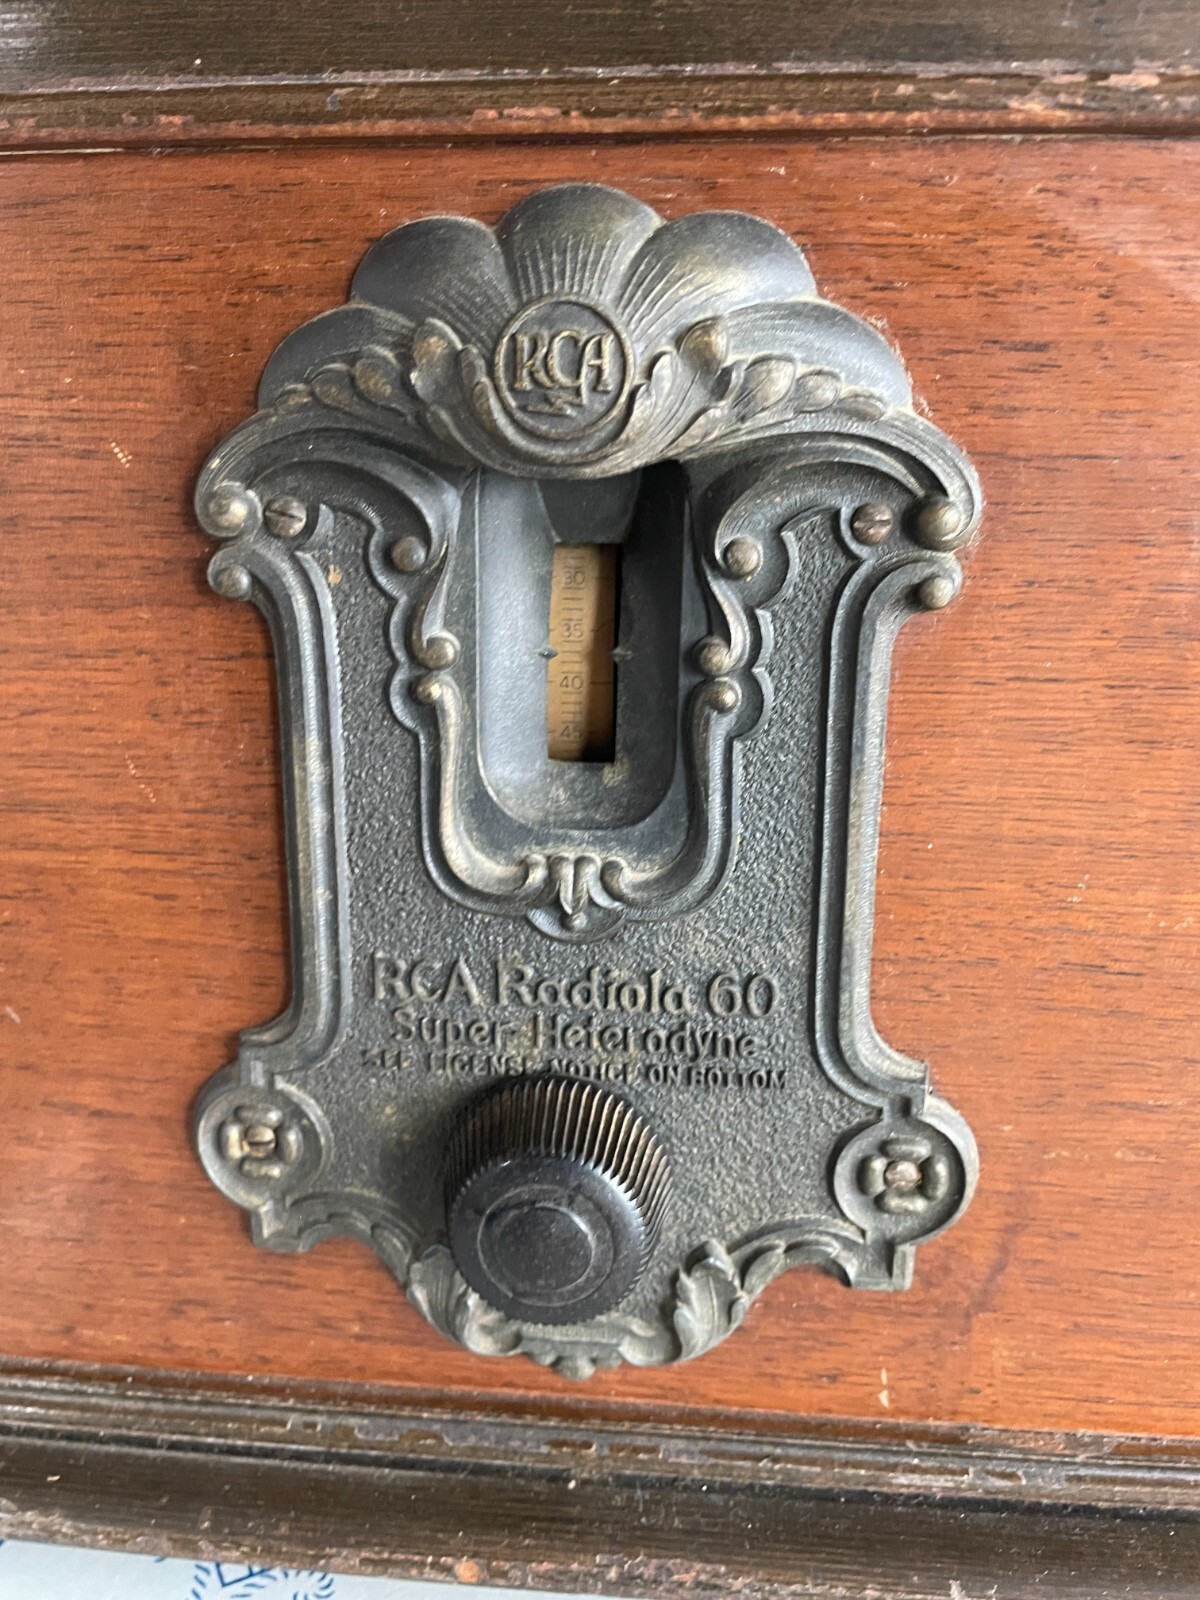 RCA
30
35
40
45
RCA Radiola 60
Super-Heterodyne
SEE LICENSE NOTICE ON BOTTOM